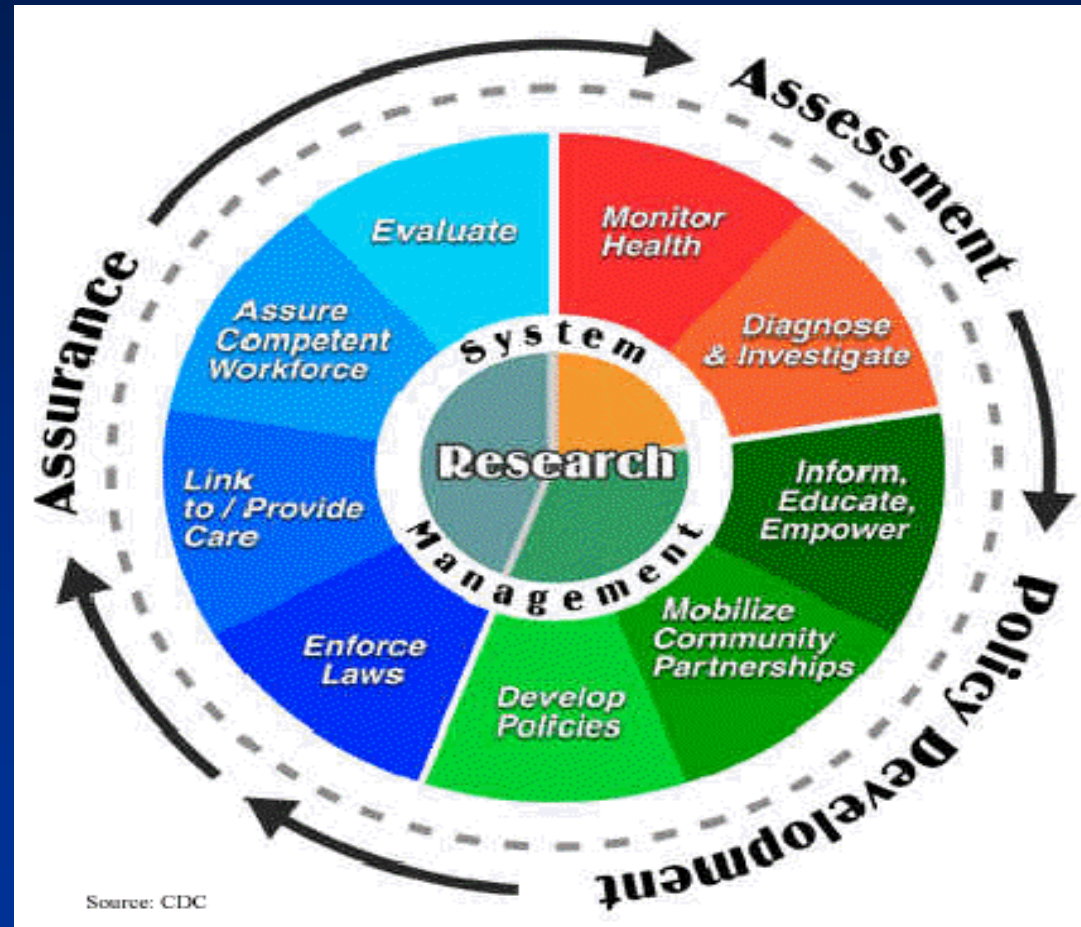 Assessment
Monitor
Health
Diagnose
& Investigate
Inform,
Educate,
Empower
Policy Development
Mobilize
Community
Partnerships
Develop
Policies
Enforce
Laws
Link
to / Provide
Care
Assurance
Assure
Competent
Workforce
Evaluate
System
Management
Research
Source: CDC